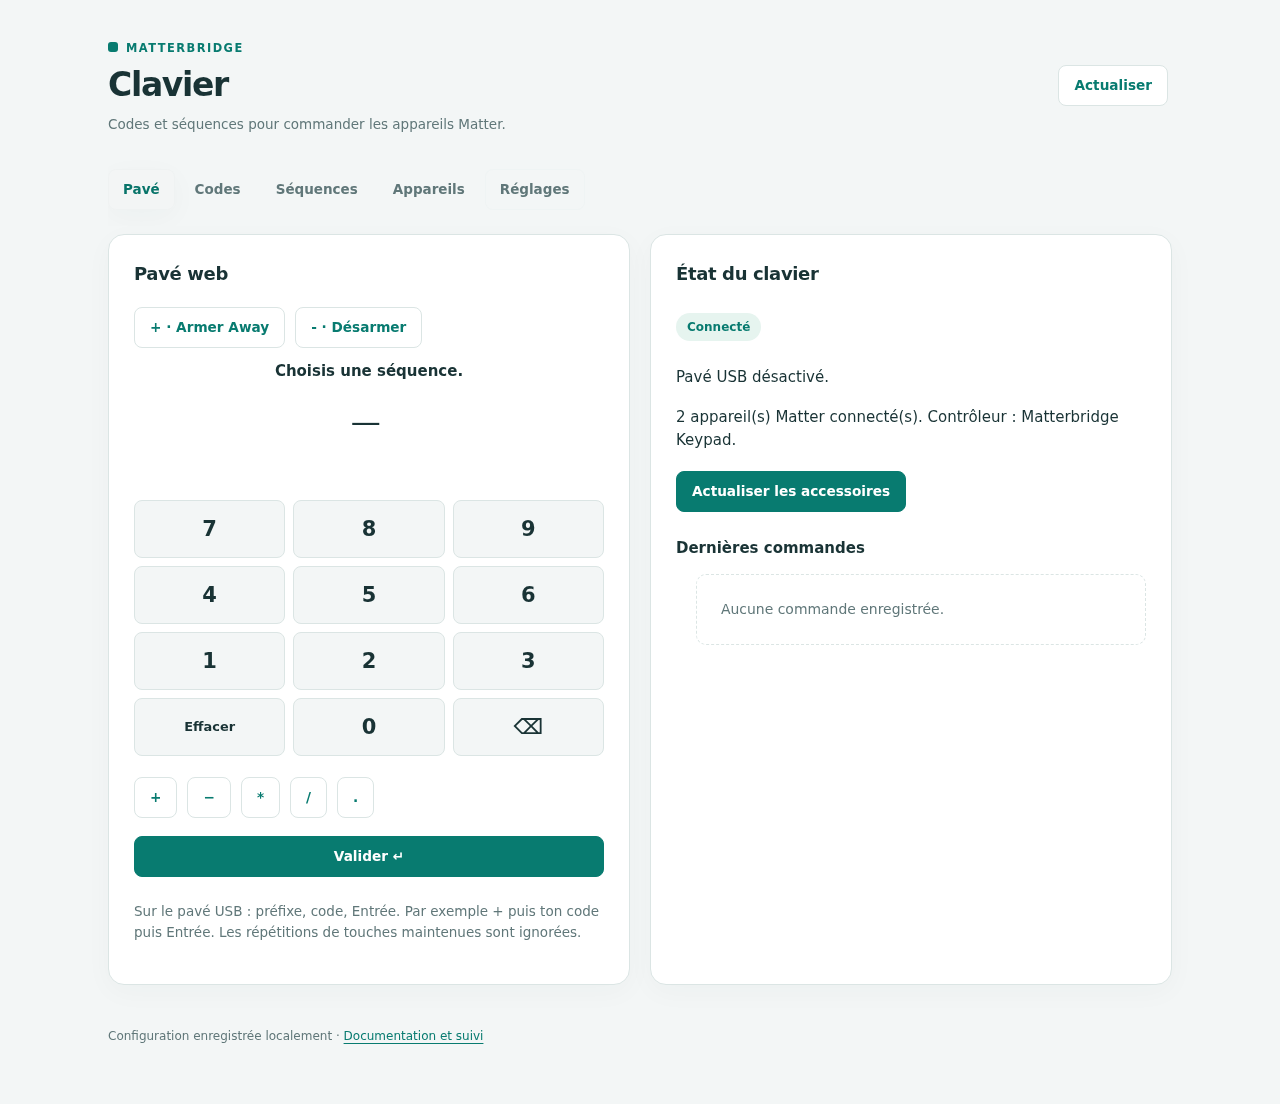 MATTERBRIDGE
Clavier
Actualiser
Codes et séquences pour commander les appareils Matter.
Pavé
Codes
Séquences
Appareils
Réglages
Pavé web
+ · Armer Away
- · Désarmer
Choisis une séquence.
—
7
8
9
4
5
6
1
2
3
Effacer
0
⌫
+
−
*
/
.
Valider ↵
Sur le pavé USB : préfixe, code, Entrée. Par exemple + puis ton code
puis Entrée. Les répétitions de touches maintenues sont ignorées.
État du clavier
Connecté
Pavé USB désactivé.
2 appareil(s) Matter connecté(s). Contrôleur : Matterbridge
Keypad.
Actualiser les accessoires
Dernières commandes
Aucune commande enregistrée.
Configuration enregistrée localement · Documentation et suivi